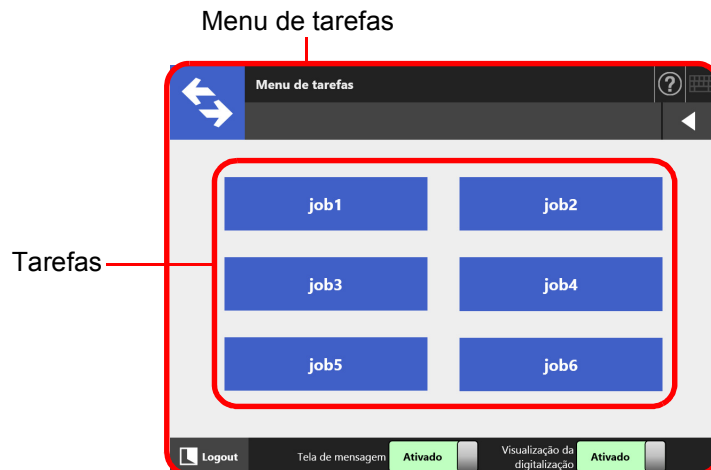 Menu de tarefas
Menu de tarefas
?
job1 job2
Tarefas
job3 job4
job5 job6
Logout Tela de mensagem Ativado Visualização da
digitalização Ativado